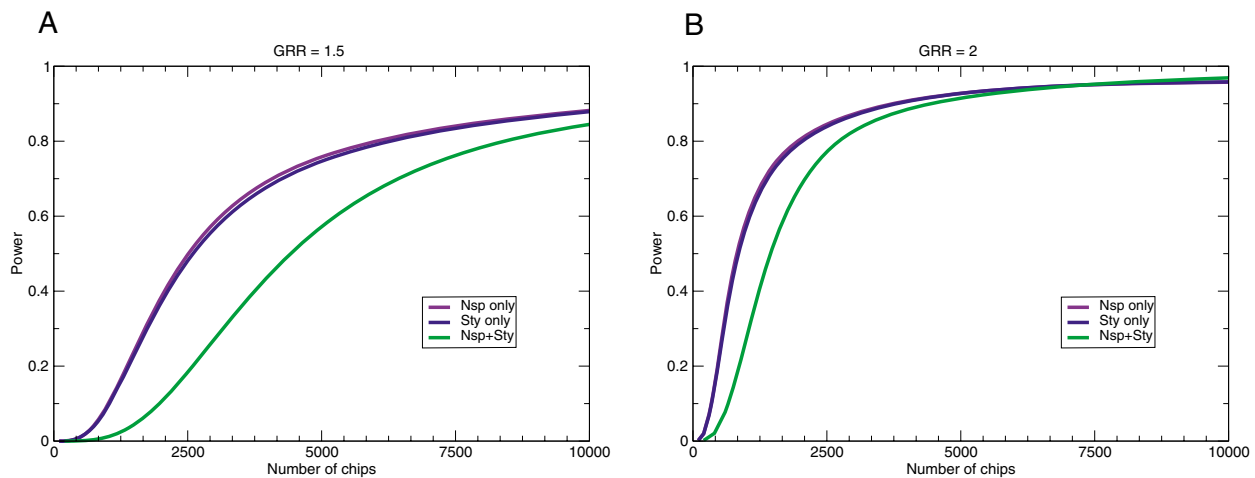 A
GRR = 1.5
1
0.8
0.6
0.4
0.2
0
Power
0 2500 5000 7500 10000
Number of chips
Nsp only
Sty only
Nsp+Sty
B
GRR = 2
1
0.8
0.6
0.4
0.2
0
Power
0 2500 5000 7500 10000
Number of chips
Nsp only
Sty only
Nsp+Sty